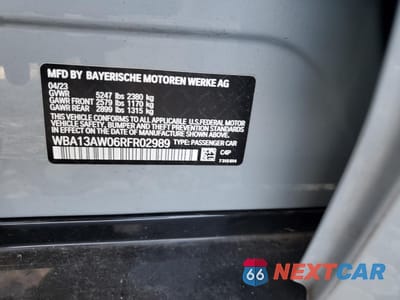 MFD BY BAYERISCHE MOTOREN WERKE AG
04/23
GVWR 5247 lbs 2380 kg
GAWR FRONT 2579 lbs 1170 kg
GAWR REAR 2899 lbs 1315 kg
THIS VEHICLE CONFORMS TO ALL APPLICABLE U.S. FEDERAL MOTOR
VEHICLE SAFETY, BUMPER AND THEFT PREVENTION STANDARDS IN
EFFECT ON THE DATE OF MANUFACTURE SHOWN ABOVE.
WBA13AW06RFR02989 TYPE: PASSENGER CAR
C4P
66 NEXTCAR